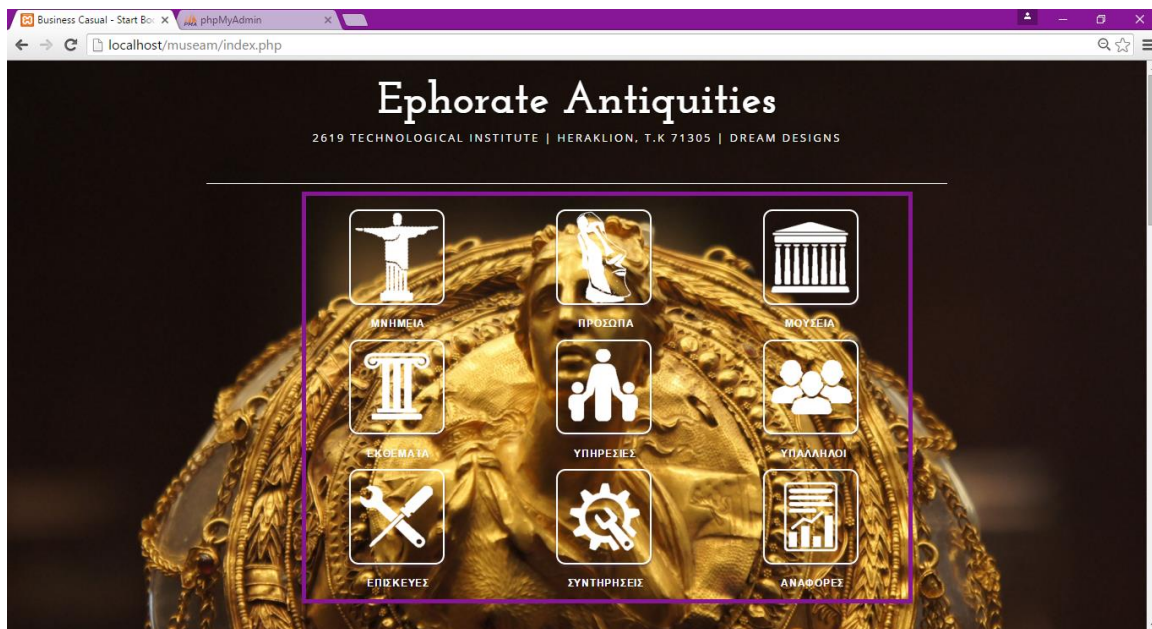 Business Casual - Start Boo
phpMyAdmin
localhost/museam/index.php
Ephorate Antiquities
2619 TECHNOLOGICAL INSTITUTE | HERAKLION, T.K 71305 | DREAM DESIGNS
ΜΝΗΜΕΙΑ ΠΡΟΣΩΠΑ ΜΟΥΣΕΙΑ
ΕΚΘΕΜΑΤΑ ΥΠΗΡΕΣΙΕΣ ΥΠΑΛΛΗΛΟΙ
ΕΠΙΣΚΕΥΕΣ ΣΥΝΤΗΡΗΣΕΙΣ ΑΝΑΦΟΡΕΣ